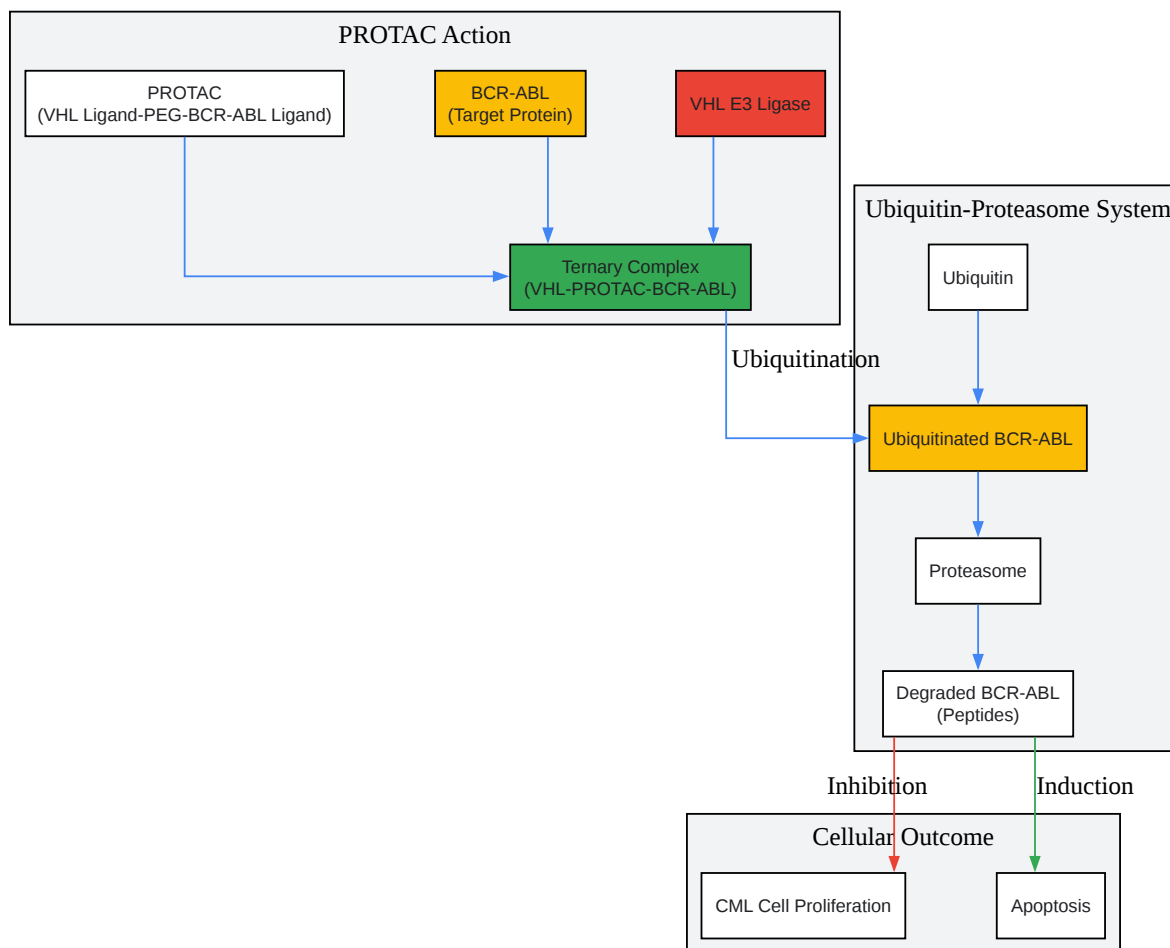 PROTAC Action
PROTAC
(VHL Ligand-PEG-BCR-ABL Ligand)
BCR-ABL
(Target Protein)
VHL E3 Ligase
Ternary Complex
(VHL-PROTAC-BCR-ABL)
Ubiquitination
Ubiquitin-Proteasome System
Ubiquitin
Ubiquitinated BCR-ABL
Proteasome
Degraded BCR-ABL
(Peptides)
Inhibition
Induction
Cellular Outcome
CML Cell Proliferation
Apoptosis